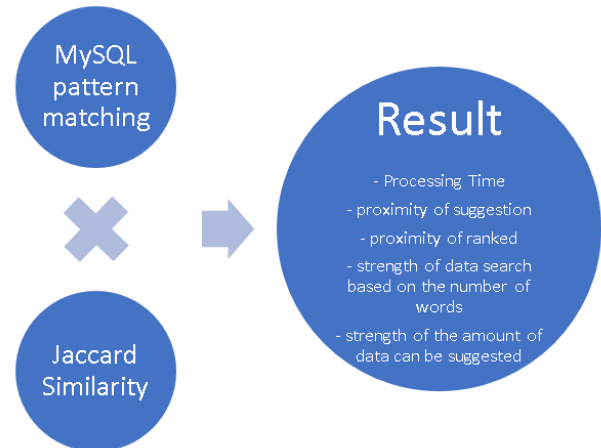 MySQL
pattern
matching
Jaccard
Similarity
Result
- Processing Time
- proximity of suggestion
- proximity of ranked
- strength of data search
based on the number of
words
- strength of the amount of
data can be suggested